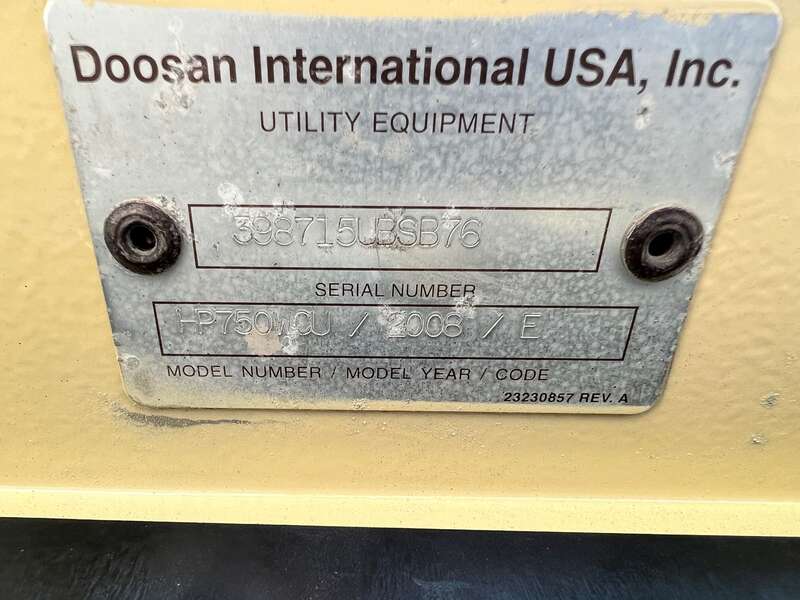 Doosan International USA, Inc.
UTILITY EQUIPMENT
398715UBSB76
SERIAL NUMBER
HP750WCU / 2008 / E
MODEL NUMBER / MODEL YEAR / CODE
23230857 REV. A